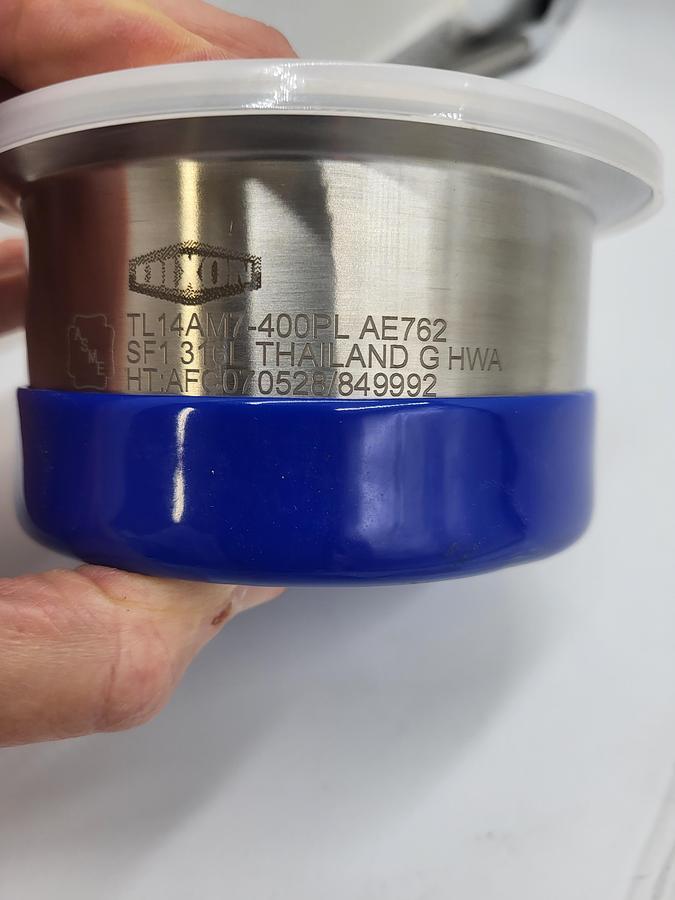 DIXON
TL14AM7-400PL AE762
ASME
SF1 316L THAILAND G HWA
HT:AFC070528/849992